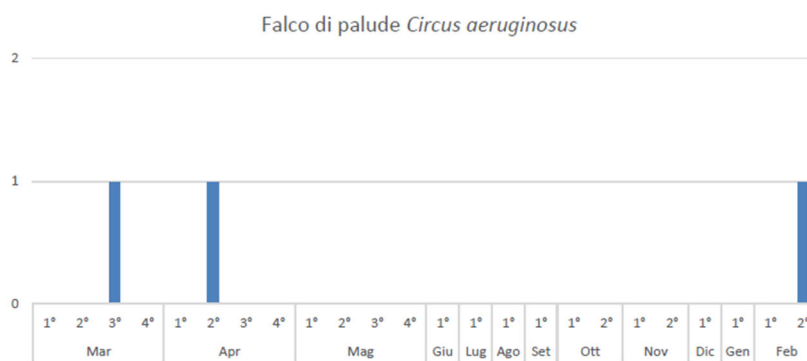 Falco di palude Circus aeruginosus
2
1
0
1° 2° 3° 4° 1° 2° 3° 4° 1° 2° 3° 4° 1° 1° 1° 1° 1° 2° 1° 2° 1° 1° 1° 2°
Mar Apr Mag Giu Lug Ago Set Ott Nov Dic Gen Feb